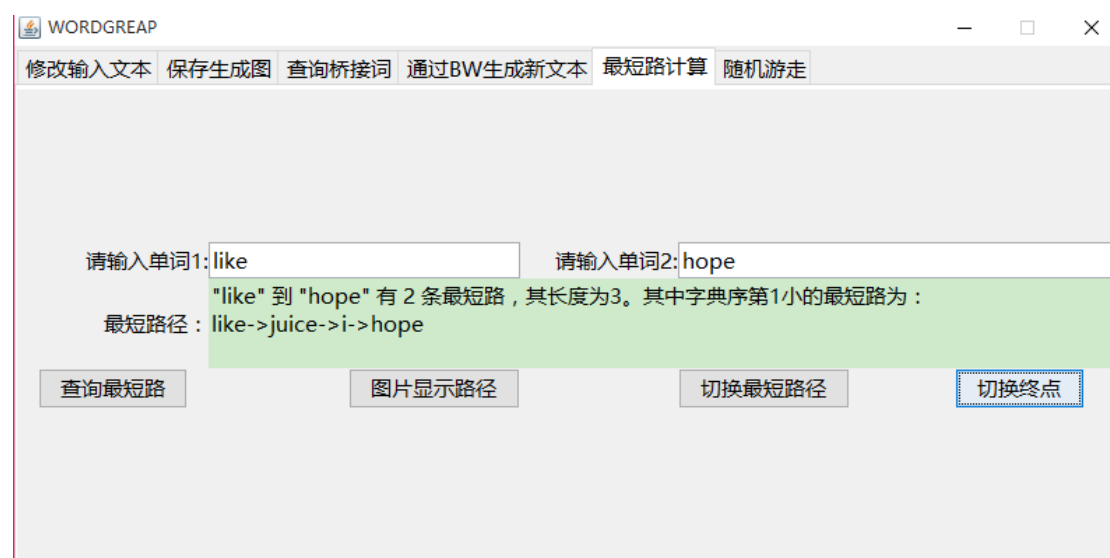 WORDGREAP
修改输入文本 保存生成图 查询桥接词 通过BW生成新文本 最短路计算 随机游走
请输入单词1: like 请输入单词2: hope
"like" 到 "hope" 有 2 条最短路，其长度为3。其中字典序第1小的最短路为：
最短路径： like->juice->i->hope
查询最短路 图片显示路径 切换最短路径 切换终点